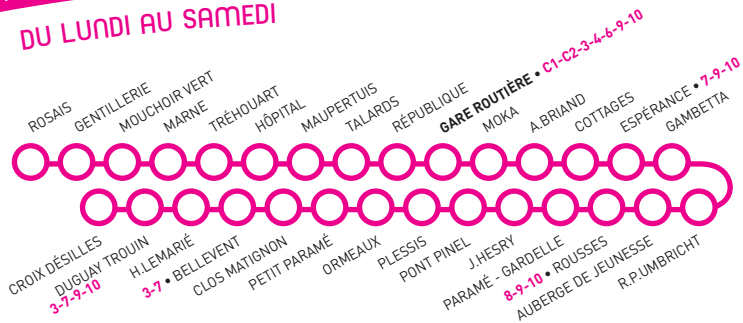 DU LUNDI AU SAMEDI
ROSAIS
GENTILLERIE
MOUCHOIR VERT
MARNE
TRÉHOUART
HÔPITAL
MAUPERTUIS
TALARDS
RÉPUBLIQUE
GARE ROUTIÈRE • C1-C2-3-4-6-9-10
MOKA
A.BRIAND
COTTAGES
ESPÉRANCE • 7-9-10
GAMBETTA
CROIX DÉSILLES
DUGUAY TROUIN
3-7-9-10
H.LEMARIÉ
3-7 • BELLEVENT
CLOS MATIGNON
PETIT PARAMÉ
ORMEAUX
PLESSIS
PONT PINEL
J.HESRY
PARAMÉ - GARDELLE
8-9-10 • ROUSSES
AUBERGE DE JEUNESSE
R.P.UMBRICHT